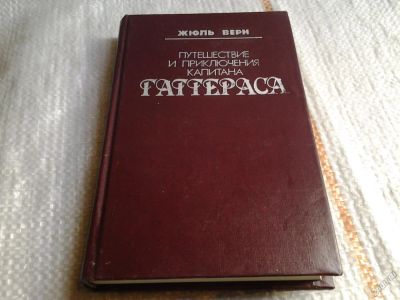 ЖЮЛЬ ВЕРН
ПУТЕШЕСТВИЕ
И ПРИКЛЮЧЕНИЯ
КАПИТАНА
ГАТТЕРАСА